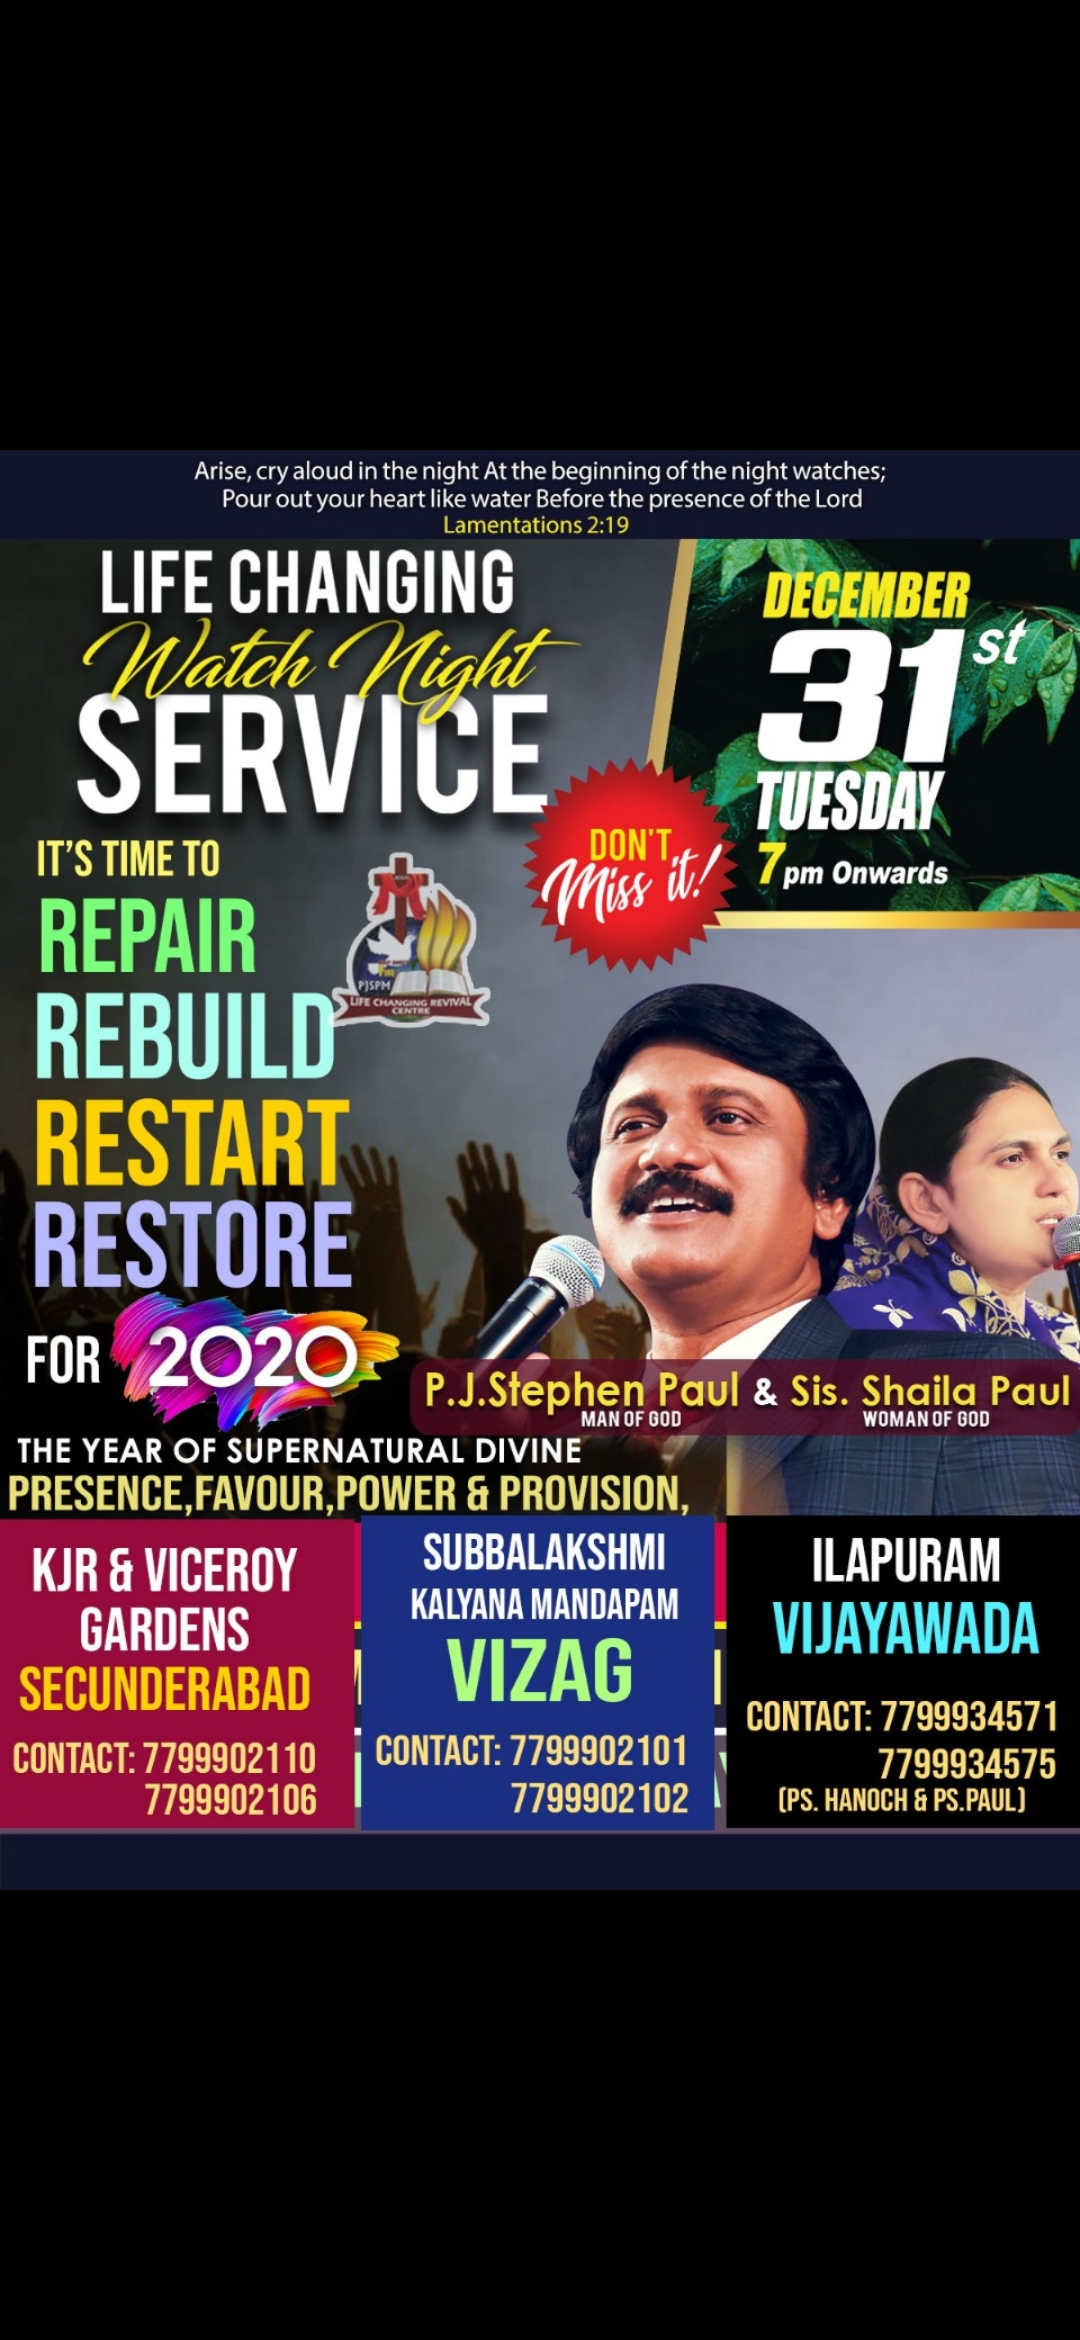 Arise, cry aloud in the night At the beginning of the night watches;
Pour out your heart like water Before the presence of the Lord
Lamentations 2:19
LIFE CHANGING
Watch Night
SERVICE
DECEMBER
31st
TUESDAY
7pm Onwards
DON'T
Miss it!
IT'S TIME TO
REPAIR
REBUILD
RESTART
RESTORE
FOR 2020
FIRE
PJSPM
LIFE CHANGING REVIVAL
CENTRE
P.J.Stephen Paul & Sis. Shaila Paul
MAN OF GOD WOMAN OF GOD
THE YEAR OF SUPERNATURAL DIVINE
PRESENCE,FAVOUR,POWER & PROVISION,
KJR & VICEROY
GARDENS
SECUNDERABAD
CONTACT: 7799902110
7799902106
SUBBALAKSHMI
KALYANA MANDAPAM
VIZAG
CONTACT: 7799902101
7799902102
ILAPURAM
VIJAYAWADA
CONTACT: 7799934571
7799934575
(PS. HANOCH & PS.PAUL)